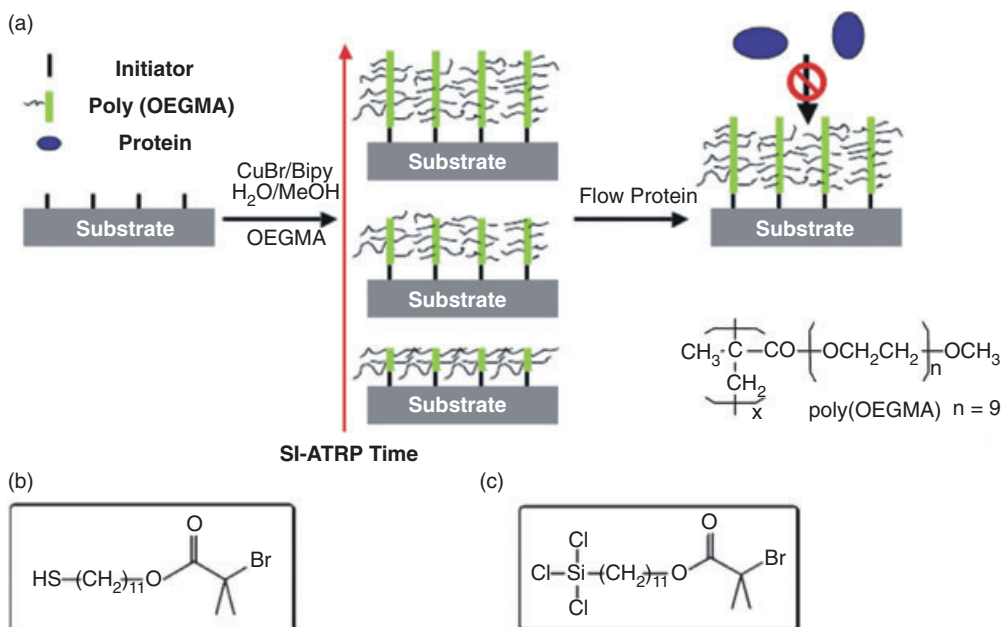 (a)
Initiator
Poly (OEGMA)
Protein
Substrate
CuBr/Bipy
H₂O/MeOH
OEGMA
Substrate
Substrate
Substrate
SI-ATRP Time
Flow Protein
Substrate
CH₃ C CO (OCH₂CH₂)n OCH₃
CH₂
x
poly(OEGMA) n = 9
(b)
O
HS (CH₂)₁₁ O Br
(c)
Cl O
Cl Si (CH₂)₁₁ O Br
Cl